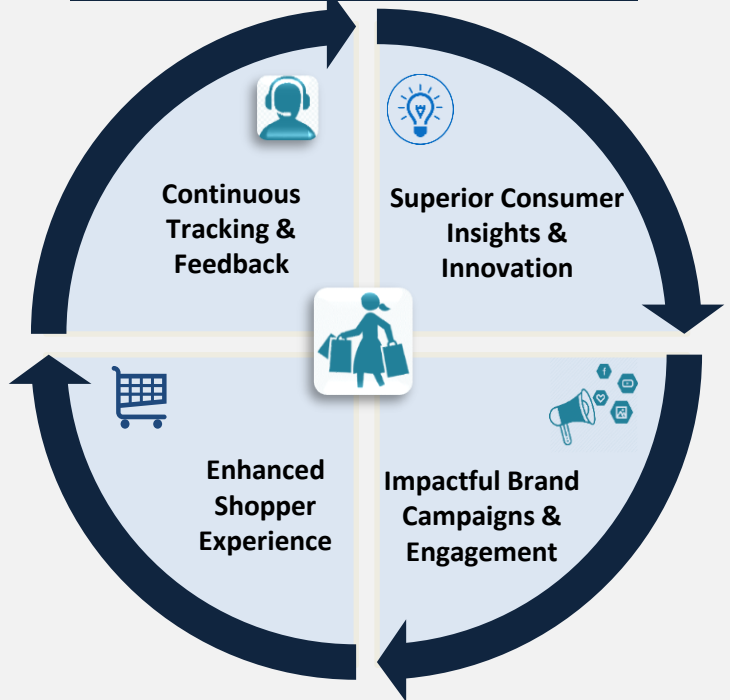 Continuous
Tracking &
Feedback
Superior Consumer
Insights &
Innovation
Enhanced
Shopper
Experience
Impactful Brand
Campaigns &
Engagement